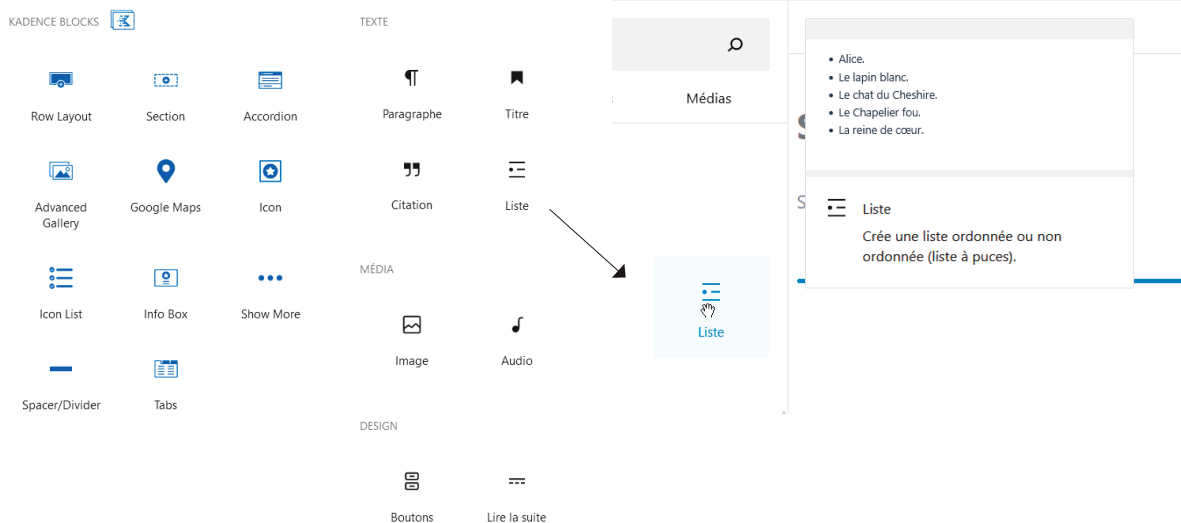 KADENCE BLOCKS
Row Layout
Section
Accordion
Advanced
Gallery
Google Maps
Icon
Icon List
Info Box
Show More
Spacer/Divider
Tabs
TEXTE
Paragraphe
Titre
Citation
Liste
MÉDIA
Image
Audio
DESIGN
Boutons
Lire la suite
Médias
Liste
Alice.
Le lapin blanc.
Le chat du Cheshire.
Le Chapelier fou.
La reine de cœur.
Liste
Crée une liste ordonnée ou non
ordonnée (liste à puces).